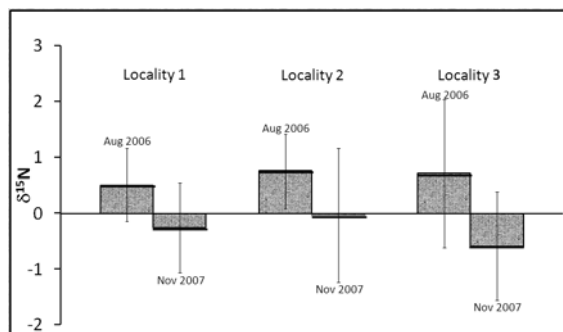 3
2
1
0
-1
-2
δ15N
Locality 1
Locality 2
Locality 3
Aug 2006
Nov 2007
Aug 2006
Nov 2007
Aug 2006
Nov 2007